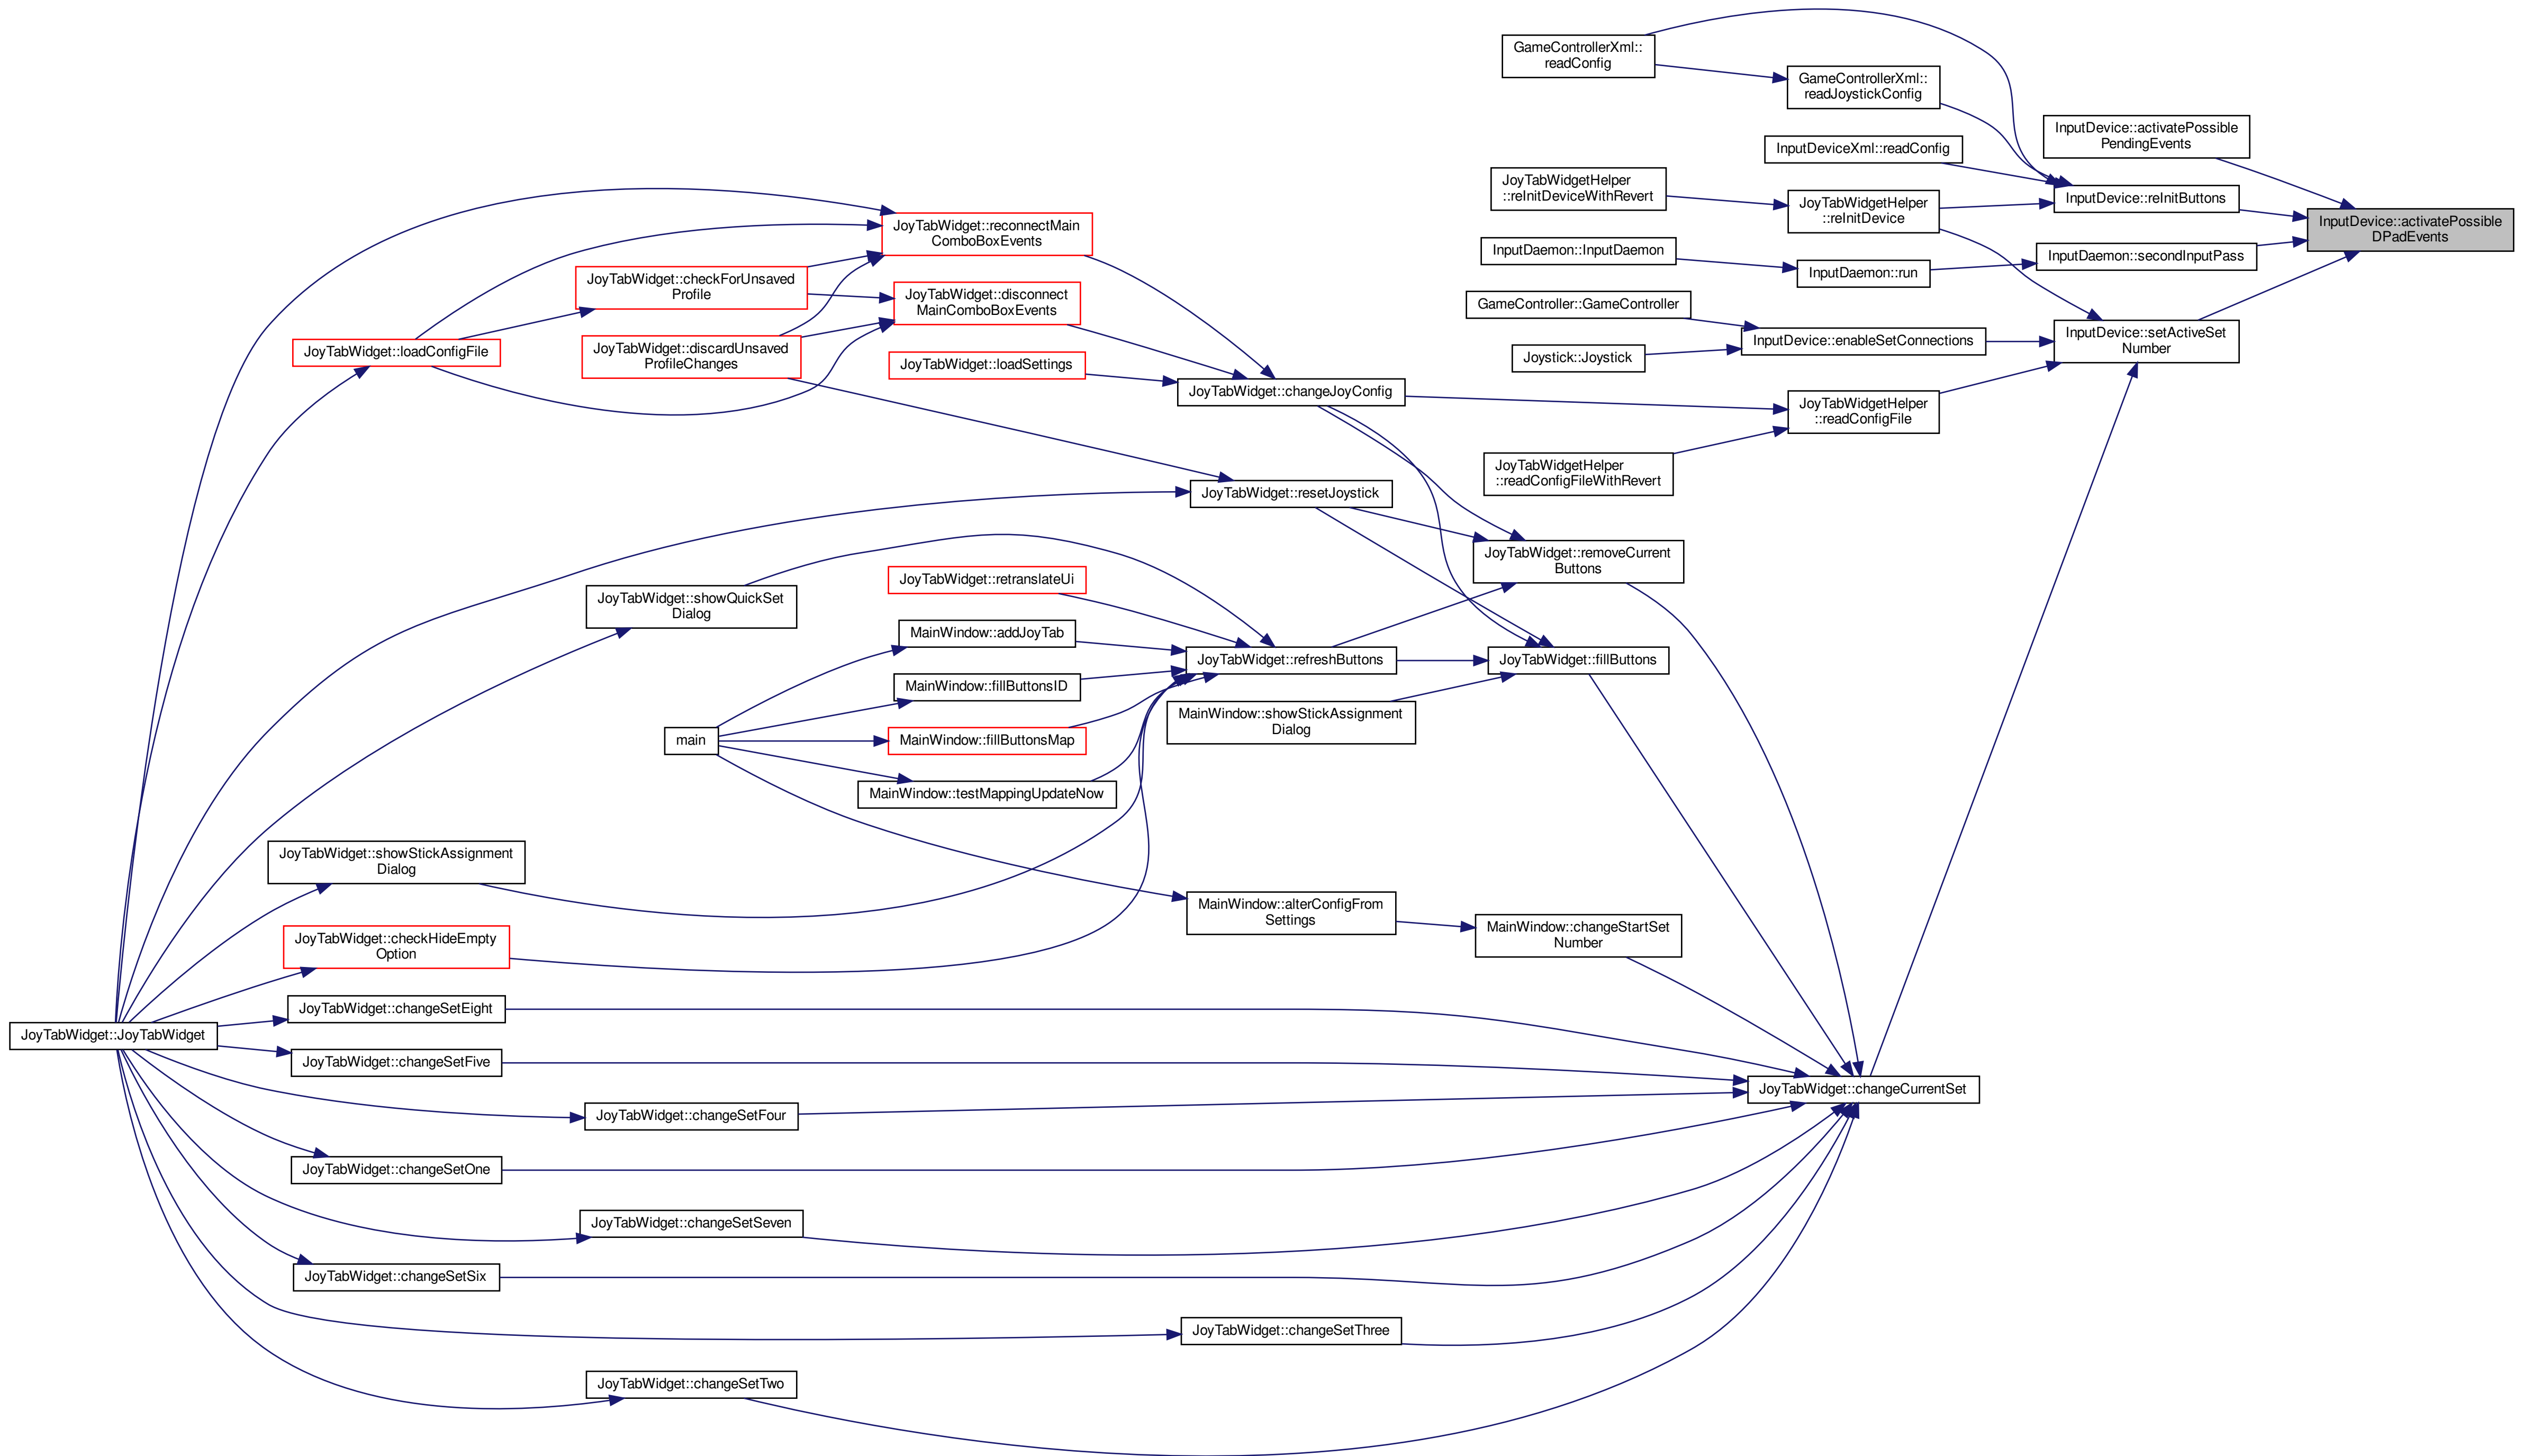 GameControllerXml::
readConfig
GameControllerXml::
readJoystickConfig
InputDevice::activatePossible
PendingEvents
InputDeviceXml::readConfig
JoyTabWidgetHelper
::reInitDeviceWithRevert
JoyTabWidgetHelper
::reInitDevice
InputDevice::reInitButtons
InputDevice::activatePossible
DPadEvents
InputDaemon::InputDaemon
InputDaemon::run
InputDaemon::secondInputPass
GameController::GameController
Joystick::Joystick
InputDevice::enableSetConnections
InputDevice::setActiveSet
Number
JoyTabWidget::reconnectMain
ComboBoxEvents
JoyTabWidget::checkForUnsaved
Profile
JoyTabWidget::disconnect
MainComboBoxEvents
JoyTabWidget::loadConfigFile
JoyTabWidget::discardUnsaved
ProfileChanges
JoyTabWidget::loadSettings
JoyTabWidget::changeJoyConfig
JoyTabWidgetHelper
::readConfigFile
JoyTabWidgetHelper
::readConfigFileWithRevert
JoyTabWidget::resetJoystick
JoyTabWidget::removeCurrent
Buttons
JoyTabWidget::showQuickSet
Dialog
JoyTabWidget::retranslateUi
MainWindow::addJoyTab
JoyTabWidget::refreshButtons
JoyTabWidget::fillButtons
MainWindow::fillButtonsID
MainWindow::showStickAssignment
Dialog
main
MainWindow::fillButtonsMap
MainWindow::testMappingUpdateNow
JoyTabWidget::showStickAssignment
Dialog
MainWindow::alterConfigFrom
Settings
MainWindow::changeStartSet
Number
JoyTabWidget::checkHideEmpty
Option
JoyTabWidget::changeSetEight
JoyTabWidget::JoyTabWidget
JoyTabWidget::changeSetFive
JoyTabWidget::changeCurrentSet
JoyTabWidget::changeSetFour
JoyTabWidget::changeSetOne
JoyTabWidget::changeSetSeven
JoyTabWidget::changeSetSix
JoyTabWidget::changeSetThree
JoyTabWidget::changeSetTwo